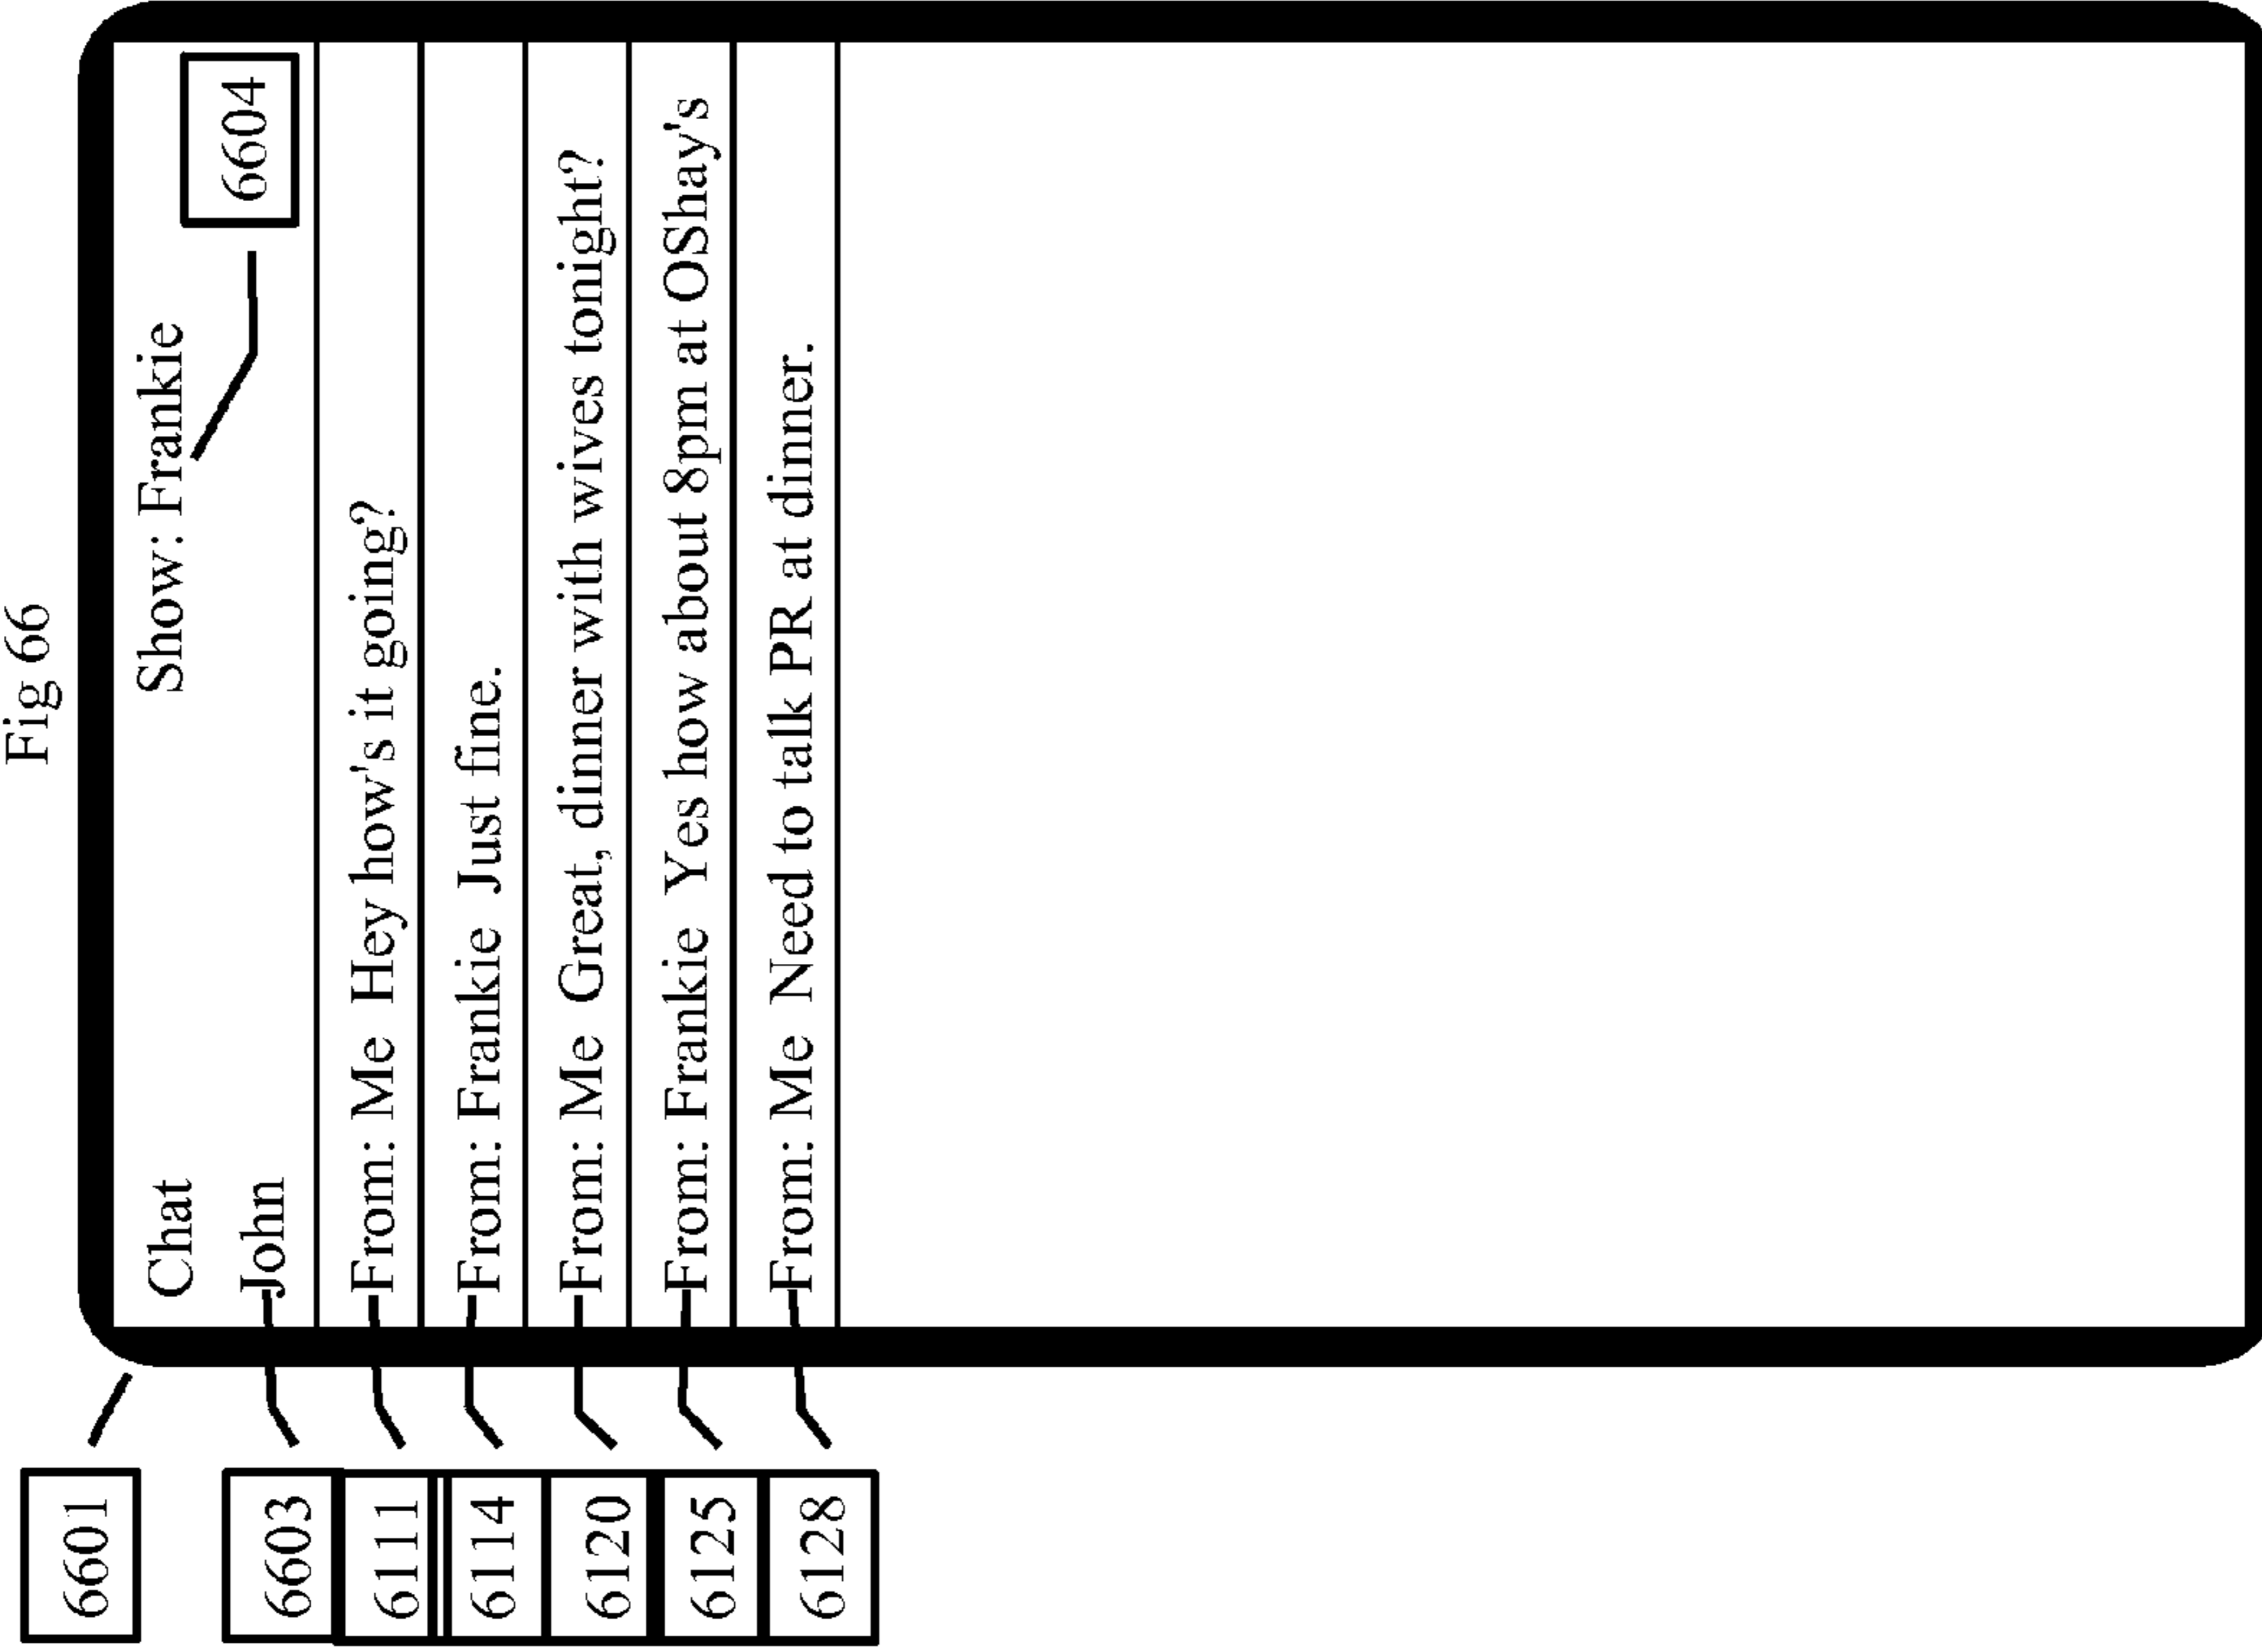 Fig 66
6601
Chat
Show: Frankie
6603
John
6604
6111
From: Me Hey how's it going?
6114
From: Frankie Just fine.
6120
From: Me Great, dinner with wives tonight?
6125
From: Frankie Yes how about 8pm at OShay's
6128
From: Me Need to talk PR at dinner.